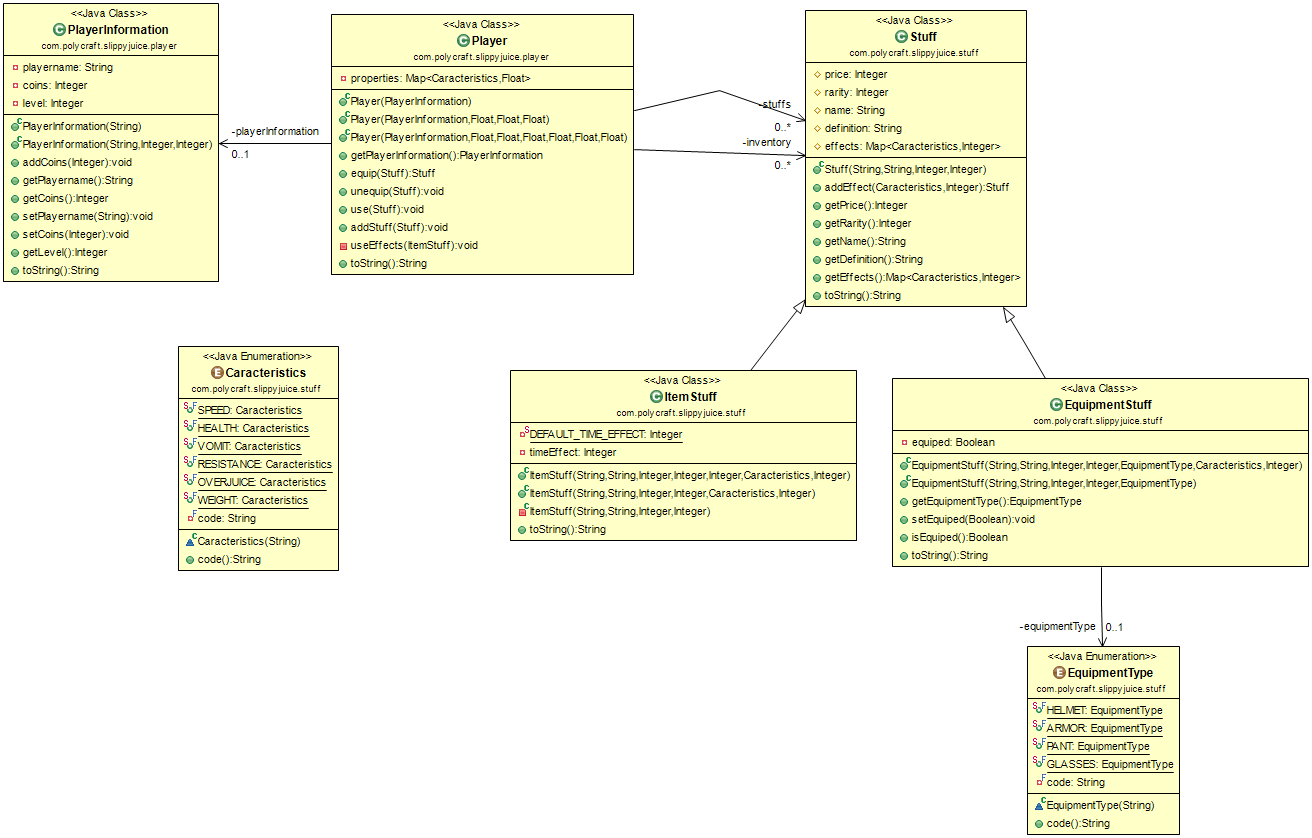 <<Java Class>>
PlayerInformation
com.polycraft.slippyjuice.player
playername: String
coins: Integer
level: Integer
PlayerInformation(String)
PlayerInformation(String,Integer,Integer)
addCoins(Integer):void
getPlayername():String
getCoins():Integer
setPlayername(String):void
setCoins(Integer):void
getLevel():Integer
toString():String
-playerInformation
0..1
<<Java Class>>
Player
com.polycraft.slippyjuice.player
properties: Map<Caracteristics,Float>
Player(PlayerInformation)
Player(PlayerInformation,Float,Float,Float)
Player(PlayerInformation,Float,Float,Float,Float,Float,Float)
getPlayerInformation():PlayerInformation
equip(Stuff):Stuff
unequip(Stuff):void
use(Stuff):void
addStuff(Stuff):void
useEffects(ItemStuff):void
toString():String
-stuffs
0..*
-inventory
0..*
<<Java Class>>
Stuff
com.polycraft.slippyjuice.stuff
price: Integer
rarity: Integer
name: String
definition: String
effects: Map<Caracteristics,Integer>
Stuff(String,String,Integer,Integer)
addEffect(Caracteristics,Integer):Stuff
getPrice():Integer
getRarity():Integer
getName():String
getDefinition():String
getEffects():Map<Caracteristics,Integer>
toString():String
<<Java Enumeration>>
Caracteristics
com.polycraft.slippyjuice.stuff
SPEED: Caracteristics
HEALTH: Caracteristics
VOMIT: Caracteristics
RESISTANCE: Caracteristics
OVERJUICE: Caracteristics
WEIGHT: Caracteristics
code: String
Caracteristics(String)
code():String
<<Java Class>>
ItemStuff
com.polycraft.slippyjuice.stuff
DEFAULT_TIME_EFFECT: Integer
timeEffect: Integer
ItemStuff(String,String,Integer,Integer,Integer,Caracteristics,Integer)
ItemStuff(String,String,Integer,Integer,Caracteristics,Integer)
ItemStuff(String,String,Integer,Integer)
toString():String
<<Java Class>>
EquipmentStuff
com.polycraft.slippyjuice.stuff
equiped: Boolean
EquipmentStuff(String,String,Integer,Integer,EquipmentType,Caracteristics,Integer)
EquipmentStuff(String,String,Integer,Integer,EquipmentType)
getEquipmentType():EquipmentType
setEquiped(Boolean):void
isEquiped():Boolean
toString():String
-equipmentType
0..1
<<Java Enumeration>>
EquipmentType
com.polycraft.slippyjuice.stuff
HELMET: EquipmentType
ARMOR: EquipmentType
PANT: EquipmentType
GLASSES: EquipmentType
code: String
EquipmentType(String)
code():String